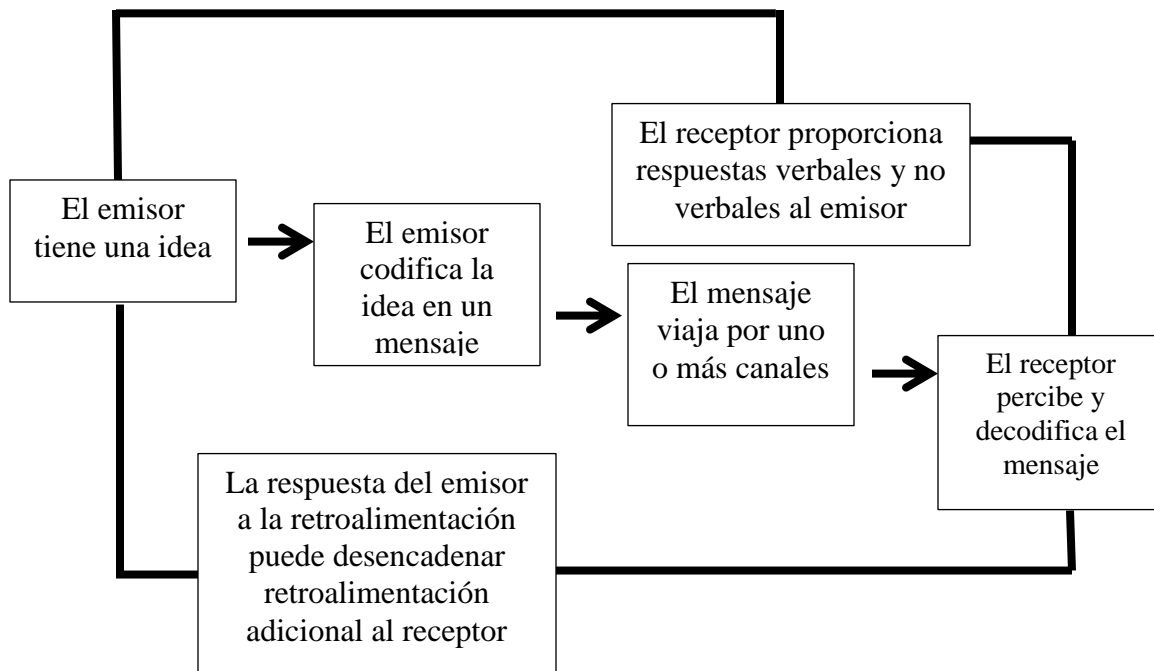 El emisor
tiene una idea
El emisor
codifica la
idea en un
mensaje
El mensaje
viaja por uno
o más canales
El receptor
percibe y
decodifica el
mensaje
El receptor proporciona
respuestas verbales y no
verbales al emisor
La respuesta del emisor
a la retroalimentación
puede desencadenar
retroalimentación
adicional al receptor